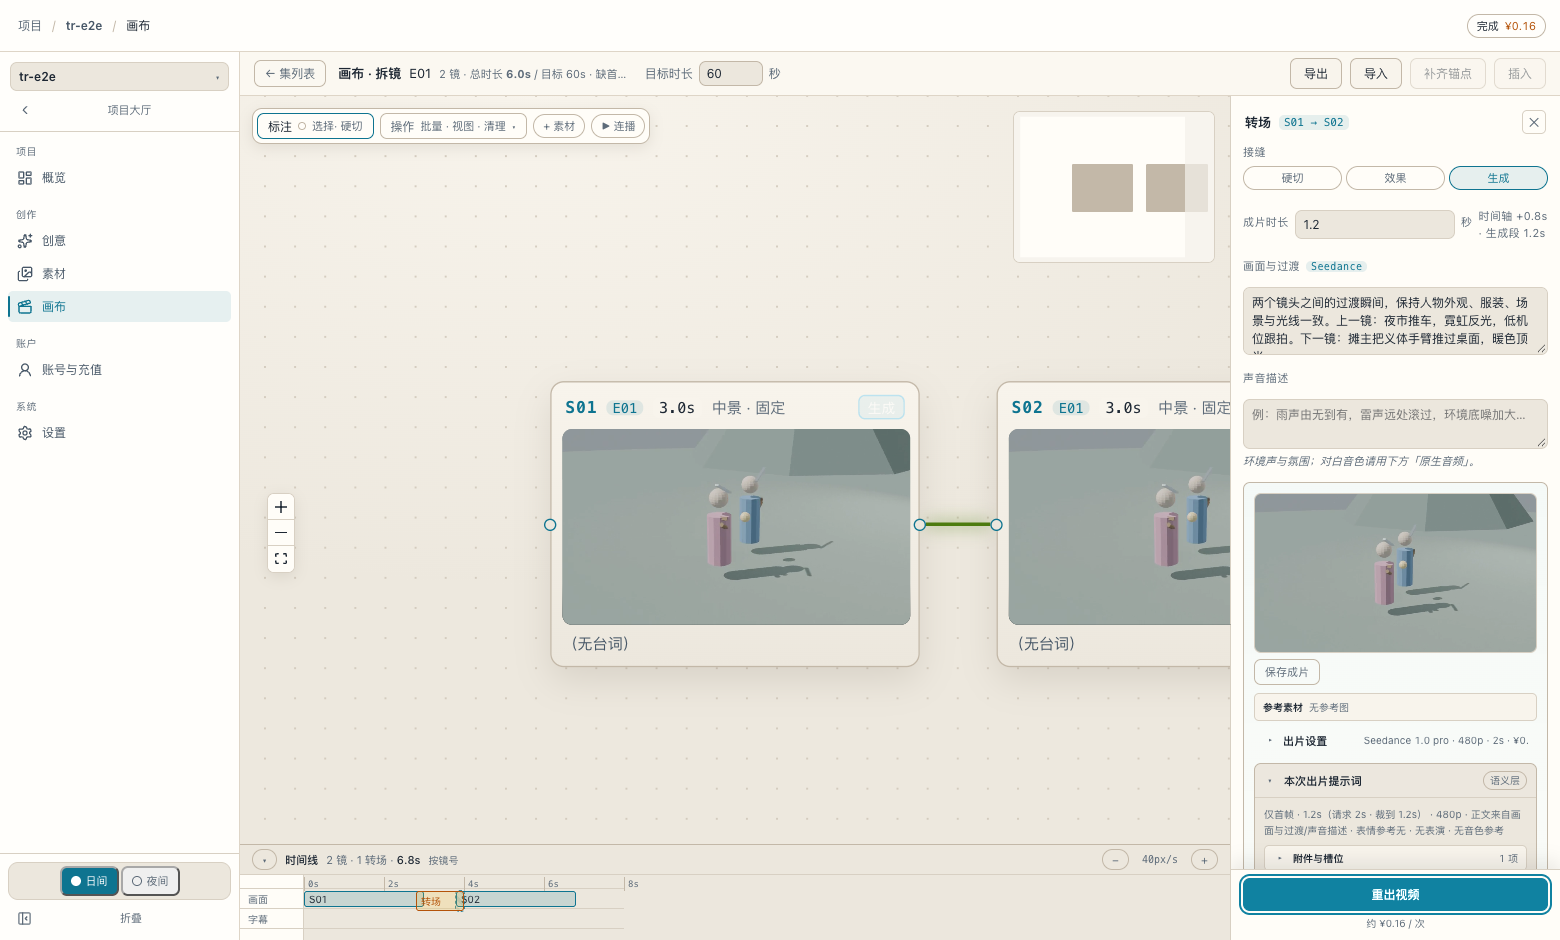 项目 / tr-e2e / 画布
完成 ¥0.16
tr-e2e
项目大厅
项目
概览
创作
创意
素材
画布
账户
账号与充值
系统
设置
日间 夜间
折叠
← 集列表 画布 · 拆镜 E01 2 镜 · 总时长 6.0s / 目标 60s · 缺首… 目标时长 60 秒
导出 导入 补齐锚点 插入
标注 选择· 硬切 操作 批量 · 视图 · 清理 + 素材 ▶ 连播
S01 E01 3.0s 中景 · 固定 生成
(无台词)
S02 E01 3.0s 中景 · 固定
(无台词)
时间线 2 镜 · 1 转场 · 6.8s 按镜号
− 40px/s +
0s 2s 4s 6s 8s
画面 S01 转场 S02
字幕
转场 S01 → S02
接缝
硬切 效果 生成
成片时长 1.2 秒 时间轴 +0.8s
· 生成段 1.2s
画面与过渡 Seedance
两个镜头之间的过渡瞬间，保持人物外观、服装、场
景与光线一致。上一镜：夜市推车，霓虹反光，低机
位跟拍。下一镜：摊主把义体手臂推过桌面，暖色顶
声音描述
例：雨声由无到有，雷声远处滚过，环境底噪加大…
环境声与氛围；对白音色请用下方「原生音频」。
保存成片
参考素材 无参考图
出片设置 Seedance 1.0 pro · 480p · 2s · ¥0.
本次出片提示词 语义层
仅首帧 · 1.2s（请求 2s · 裁到 1.2s） · 480p · 正文来自画
面与过渡/声音描述 · 表情参考无 · 无表演 · 无音色参考
附件与槽位 1 项
重出视频
约 ¥0.16 / 次